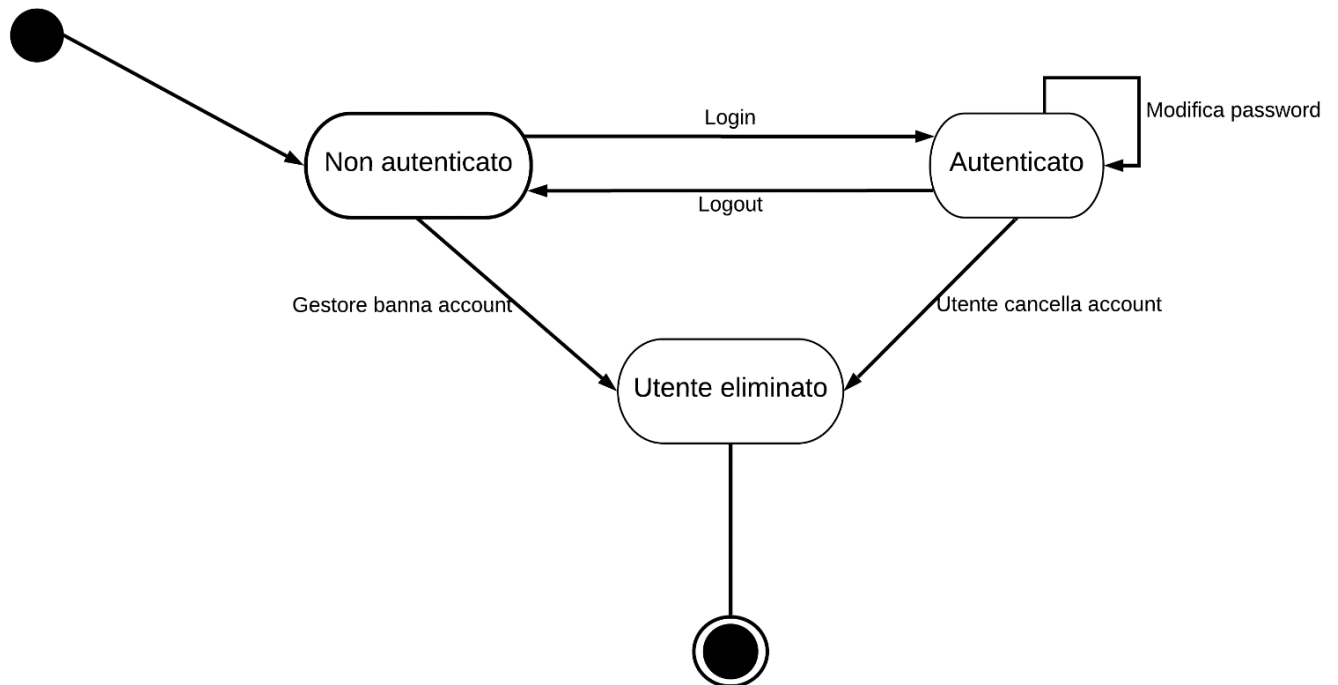 Modifica password
Login
Non autenticato
Autenticato
Logout
Gestore banna account
Utente cancella account
Utente eliminato